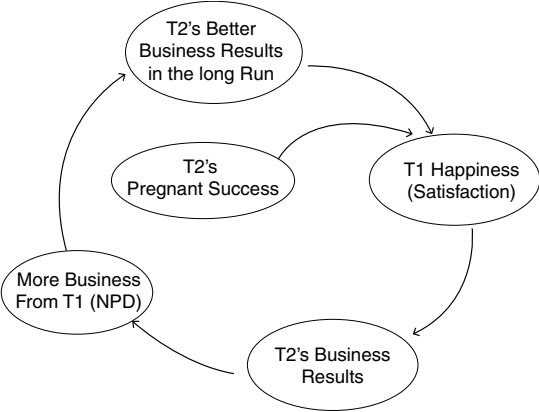 T2's Better
Business Results
in the long Run
T2's
Pregnant Success
T1 Happiness
(Satisfaction)
More Business
From T1 (NPD)
T2's Business
Results